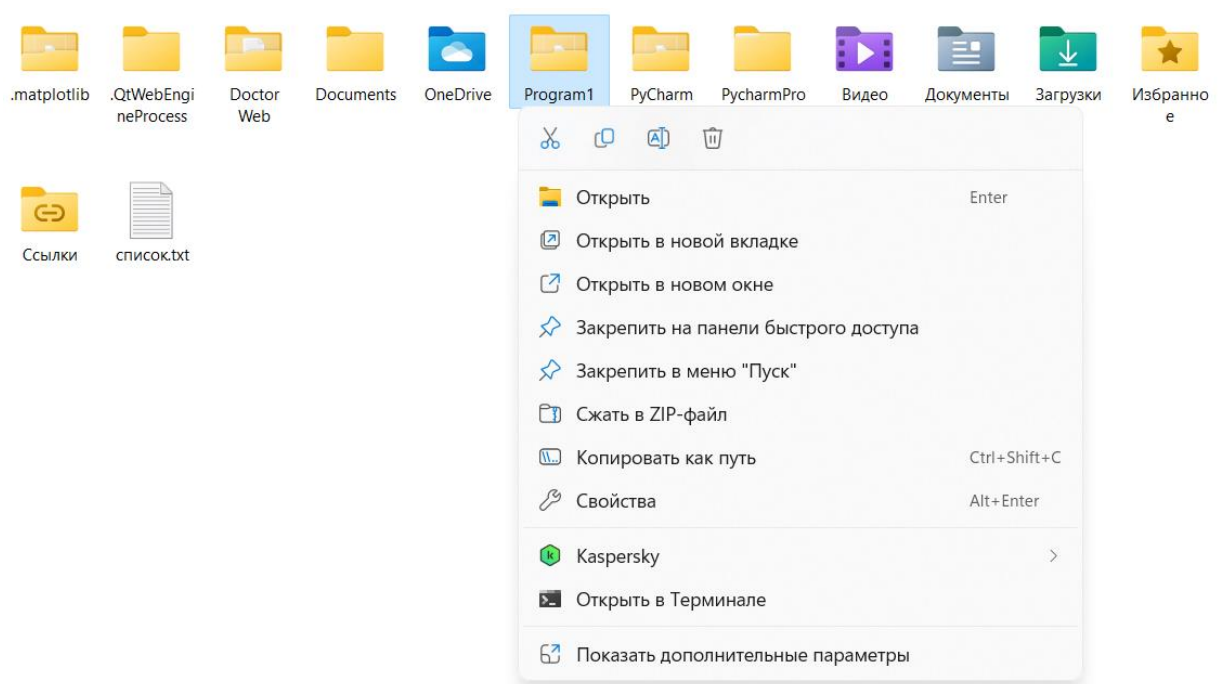 .matplotlib .QtWebEngi Doctor Documents OneDrive Program1 PyCharm PycharmPro Видео Документы Загрузки Избранно
neProcess Web е
Ссылки список.txt
Открыть Enter
Открыть в новой вкладке
Открыть в новом окне
Закрепить на панели быстрого доступа
Закрепить в меню "Пуск"
Сжать в ZIP-файл
Копировать как путь Ctrl+Shift+C
Свойства Alt+Enter
Kaspersky
Открыть в Терминале
Показать дополнительные параметры